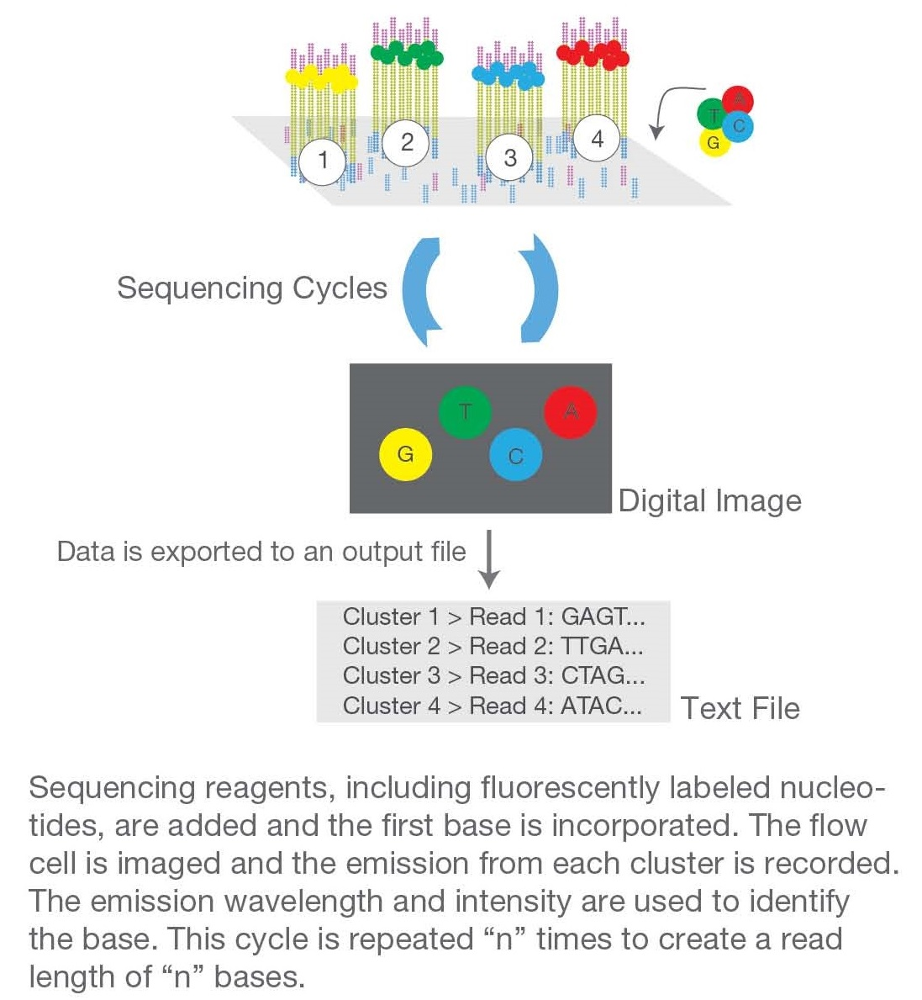 1
2
3
4
A
T
C
G
Sequencing Cycles
T
A
G
C
Digital Image
Data is exported to an output file
Cluster 1 > Read 1: GAGT...
Cluster 2 > Read 2: TTGA...
Cluster 3 > Read 3: CTAG...
Cluster 4 > Read 4: ATAC...
Text File
Sequencing reagents, including fluorescently labeled nucleo-
tides, are added and the first base is incorporated. The flow
cell is imaged and the emission from each cluster is recorded.
The emission wavelength and intensity are used to identify
the base. This cycle is repeated “n” times to create a read
length of “n” bases.